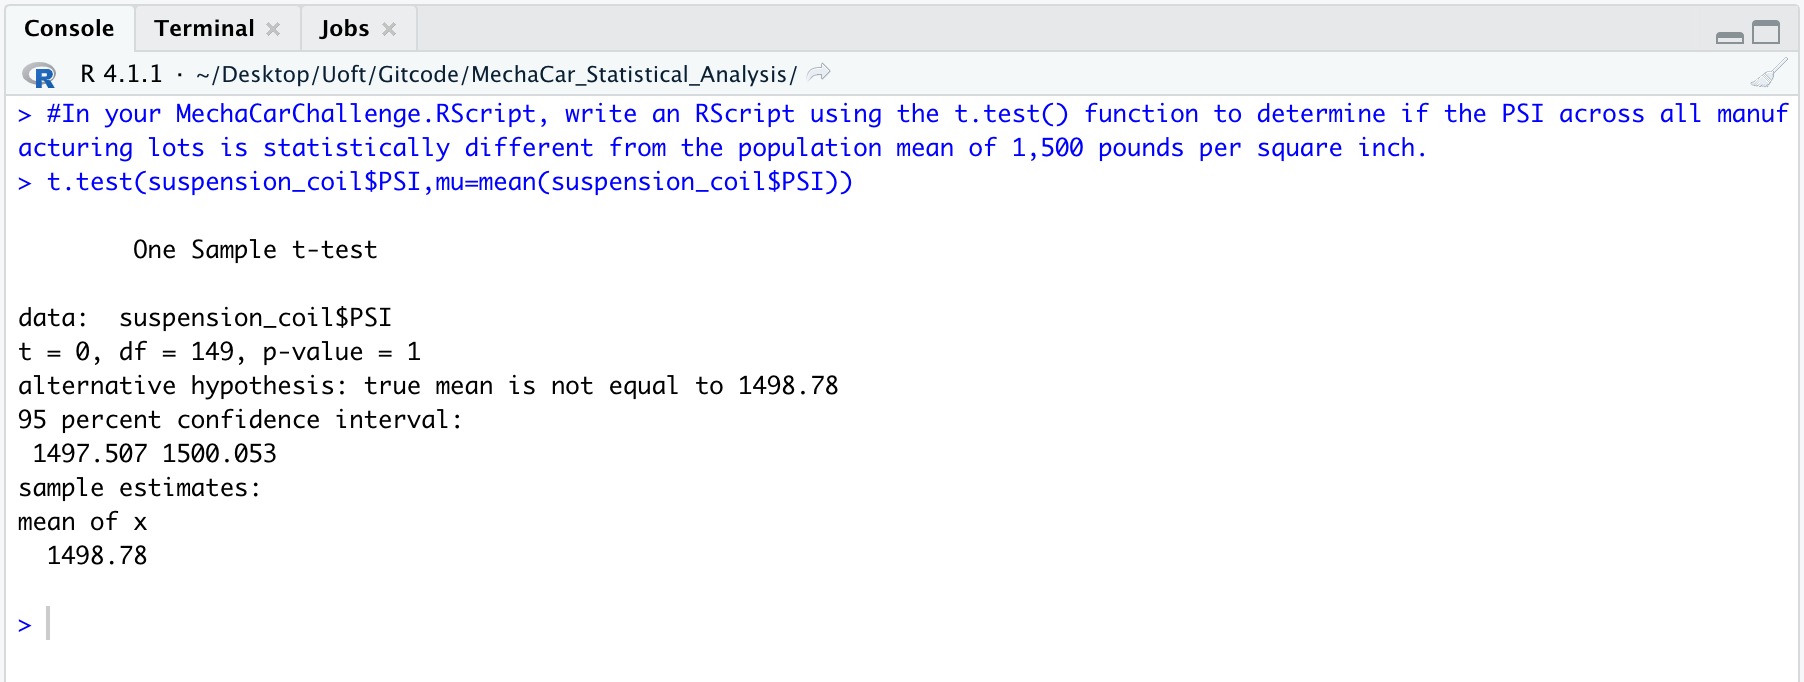 Console Terminal Jobs
R R 4.1.1 · ~/Desktop/Uoft/Gitcode/MechaCar_Statistical_Analysis/
> #In your MechaCarChallenge.RScript, write an RScript using the t.test() function to determine if the PSI across all manuf
acturing lots is statistically different from the population mean of 1,500 pounds per square inch.
> t.test(suspension_coil$PSI,mu=mean(suspension_coil$PSI))
One Sample t-test
data:  suspension_coil$PSI
t = 0, df = 149, p-value = 1
alternative hypothesis: true mean is not equal to 1498.78
95 percent confidence interval:
1497.507 1500.053
sample estimates:
mean of x
1498.78
>